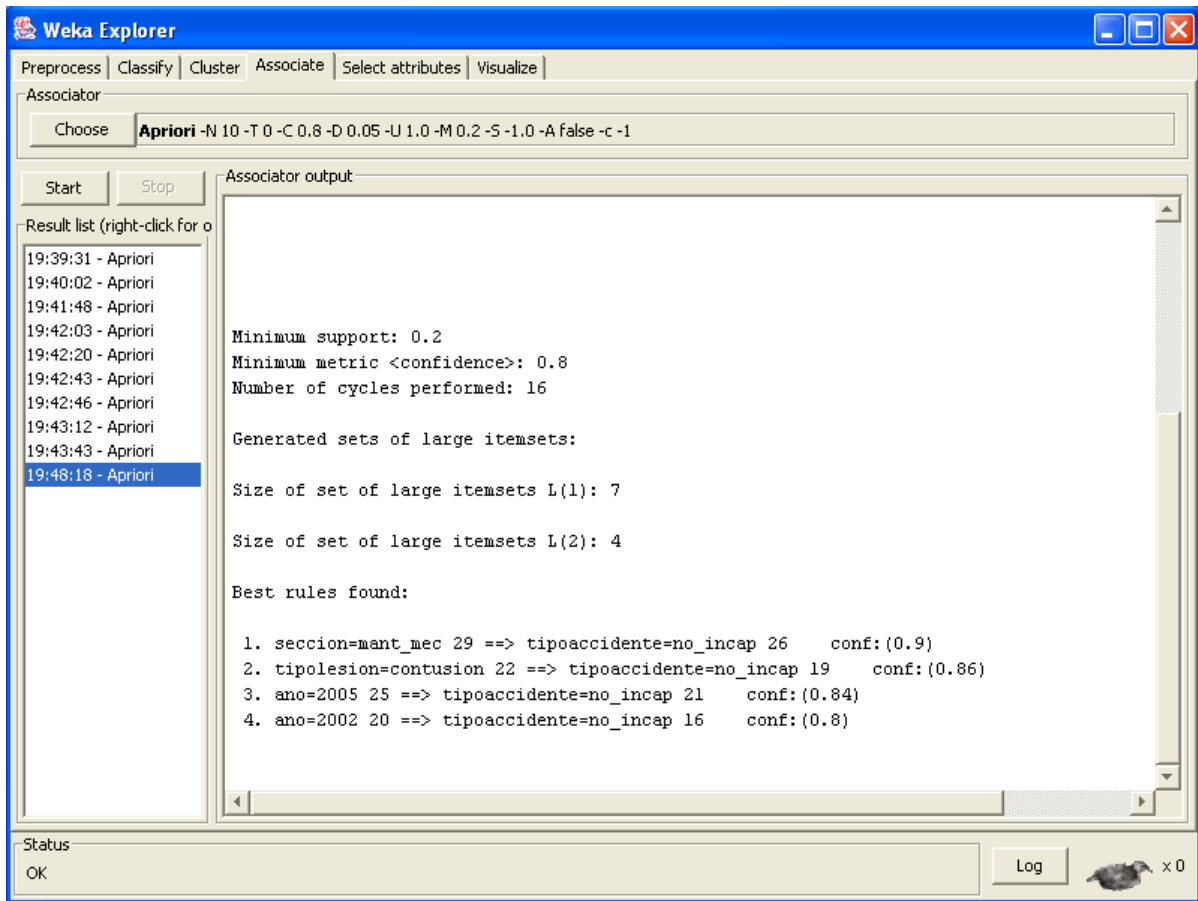 Weka Explorer
Preprocess Classify Cluster Associate Select attributes Visualize
Associator
Choose Apriori -N 10 -T 0 -C 0.8 -D 0.05 -U 1.0 -M 0.2 -S -1.0 -A false -c -1
Start Stop
Result list (right-click for o
19:39:31 - Apriori
19:40:02 - Apriori
19:41:48 - Apriori
19:42:03 - Apriori
19:42:20 - Apriori
19:42:43 - Apriori
19:42:46 - Apriori
19:43:12 - Apriori
19:43:43 - Apriori
19:48:18 - Apriori
Associator output
Minimum support: 0.2
Minimum metric <confidence>: 0.8
Number of cycles performed: 16
Generated sets of large itemsets:
Size of set of large itemsets L(1): 7
Size of set of large itemsets L(2): 4
Best rules found:
1. seccion=mant_mec 29 ==> tipoaccidente=no_incap 26 conf:(0.9)
2. tipolesion=contusion 22 ==> tipoaccidente=no_incap 19 conf:(0.86)
3. ano=2005 25 ==> tipoaccidente=no_incap 21 conf:(0.84)
4. ano=2002 20 ==> tipoaccidente=no_incap 16 conf:(0.8)
Status
OK
Log x 0